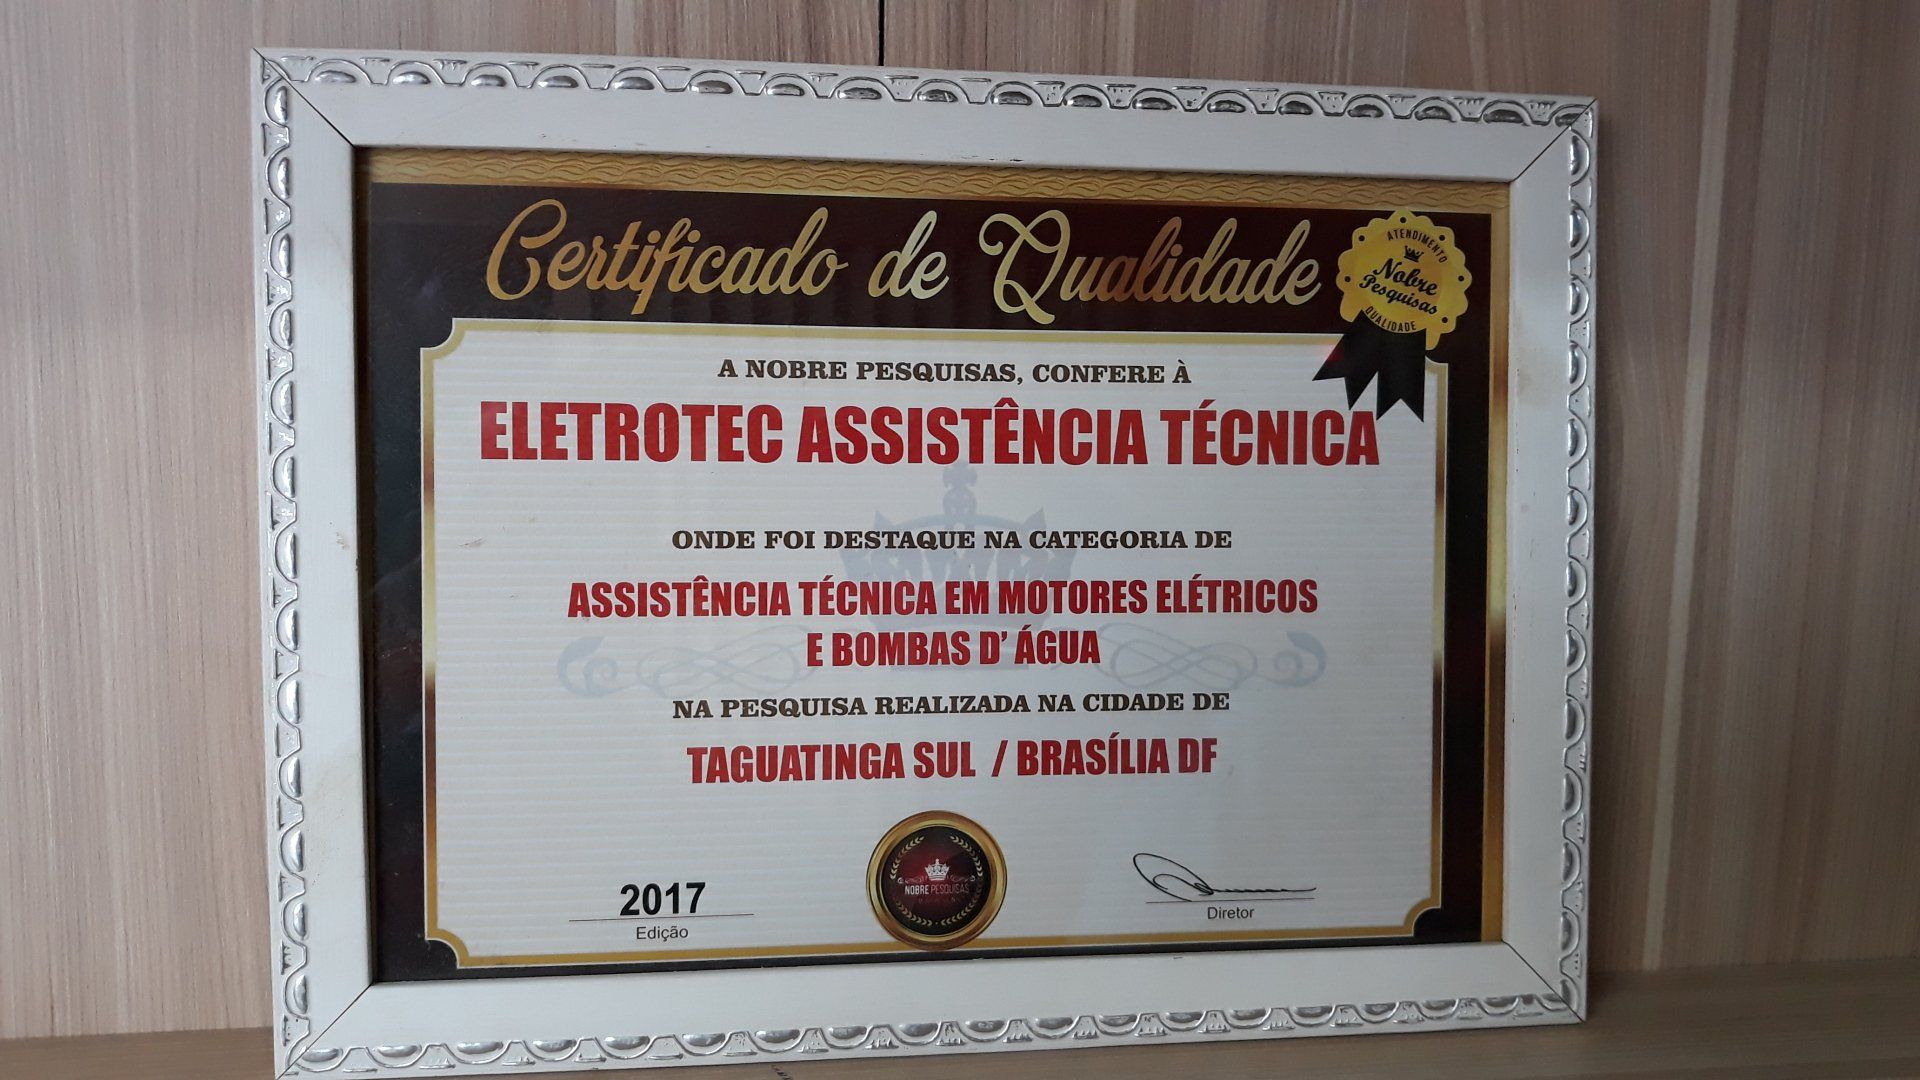 Certificado de Qualidade
ATENDIMENTO
Nobre
Pesquisas
QUALIDADE
A NOBRE PESQUISAS, CONFERE À
ELETROTEC ASSISTÊNCIA TÉCNICA
ONDE FOI DESTAQUE NA CATEGORIA DE
ASSISTÊNCIA TÉCNICA EM MOTORES ELÉTRICOS
E BOMBAS D' ÁGUA
NA PESQUISA REALIZADA NA CIDADE DE
TAGUATINGA SUL / BRASÍLIA DF
NOBRE PESQUISAS
2017
Edição
Diretor